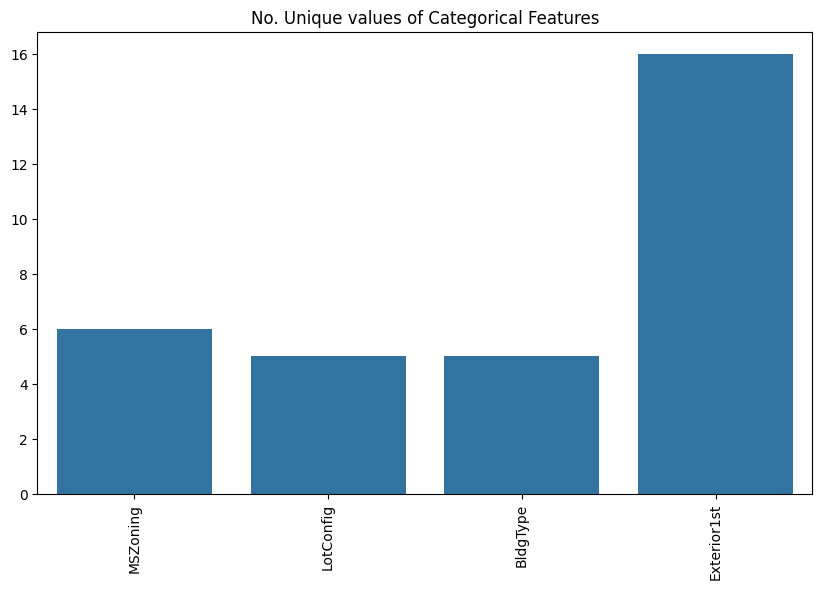 No. Unique values of Categorical Features
16
14
12
10
8
6
4
2
0
MSZoning
LotConfig
BldgType
Exterior1st